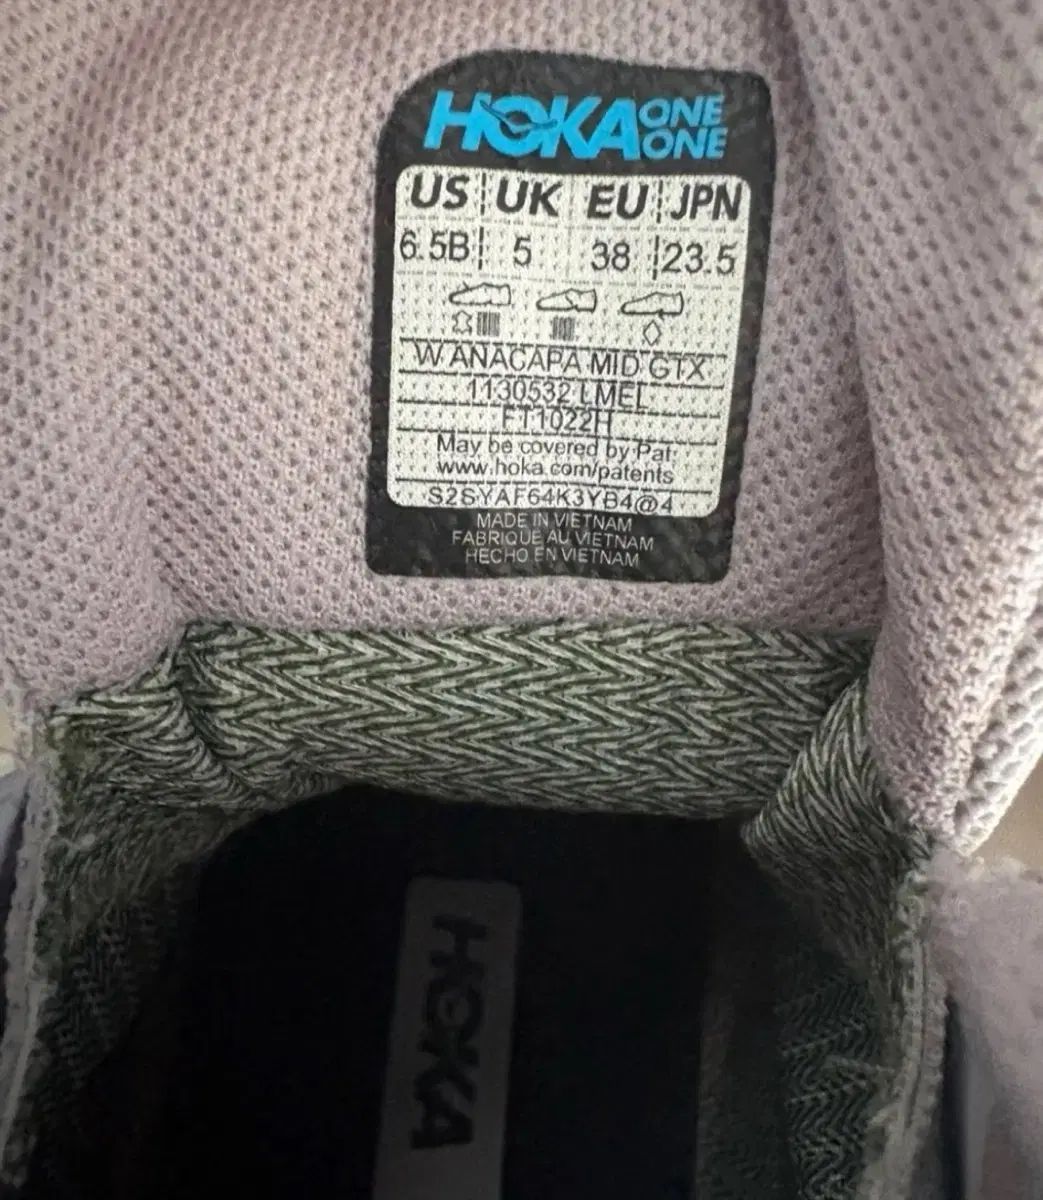 HOKA ONE ONE
US UK EU JPN
6.5B 5 38 23.5
W ANACAPA MID GTX
1130532 LMEL
FT1022H
May be covered by Pat:
www.hoka.com/patents
S2SYAF64K3YB4@4
MADE IN VIETNAM
FABRIQUE AU VIETNAM
HECHO EN VIETNAM
HOKA